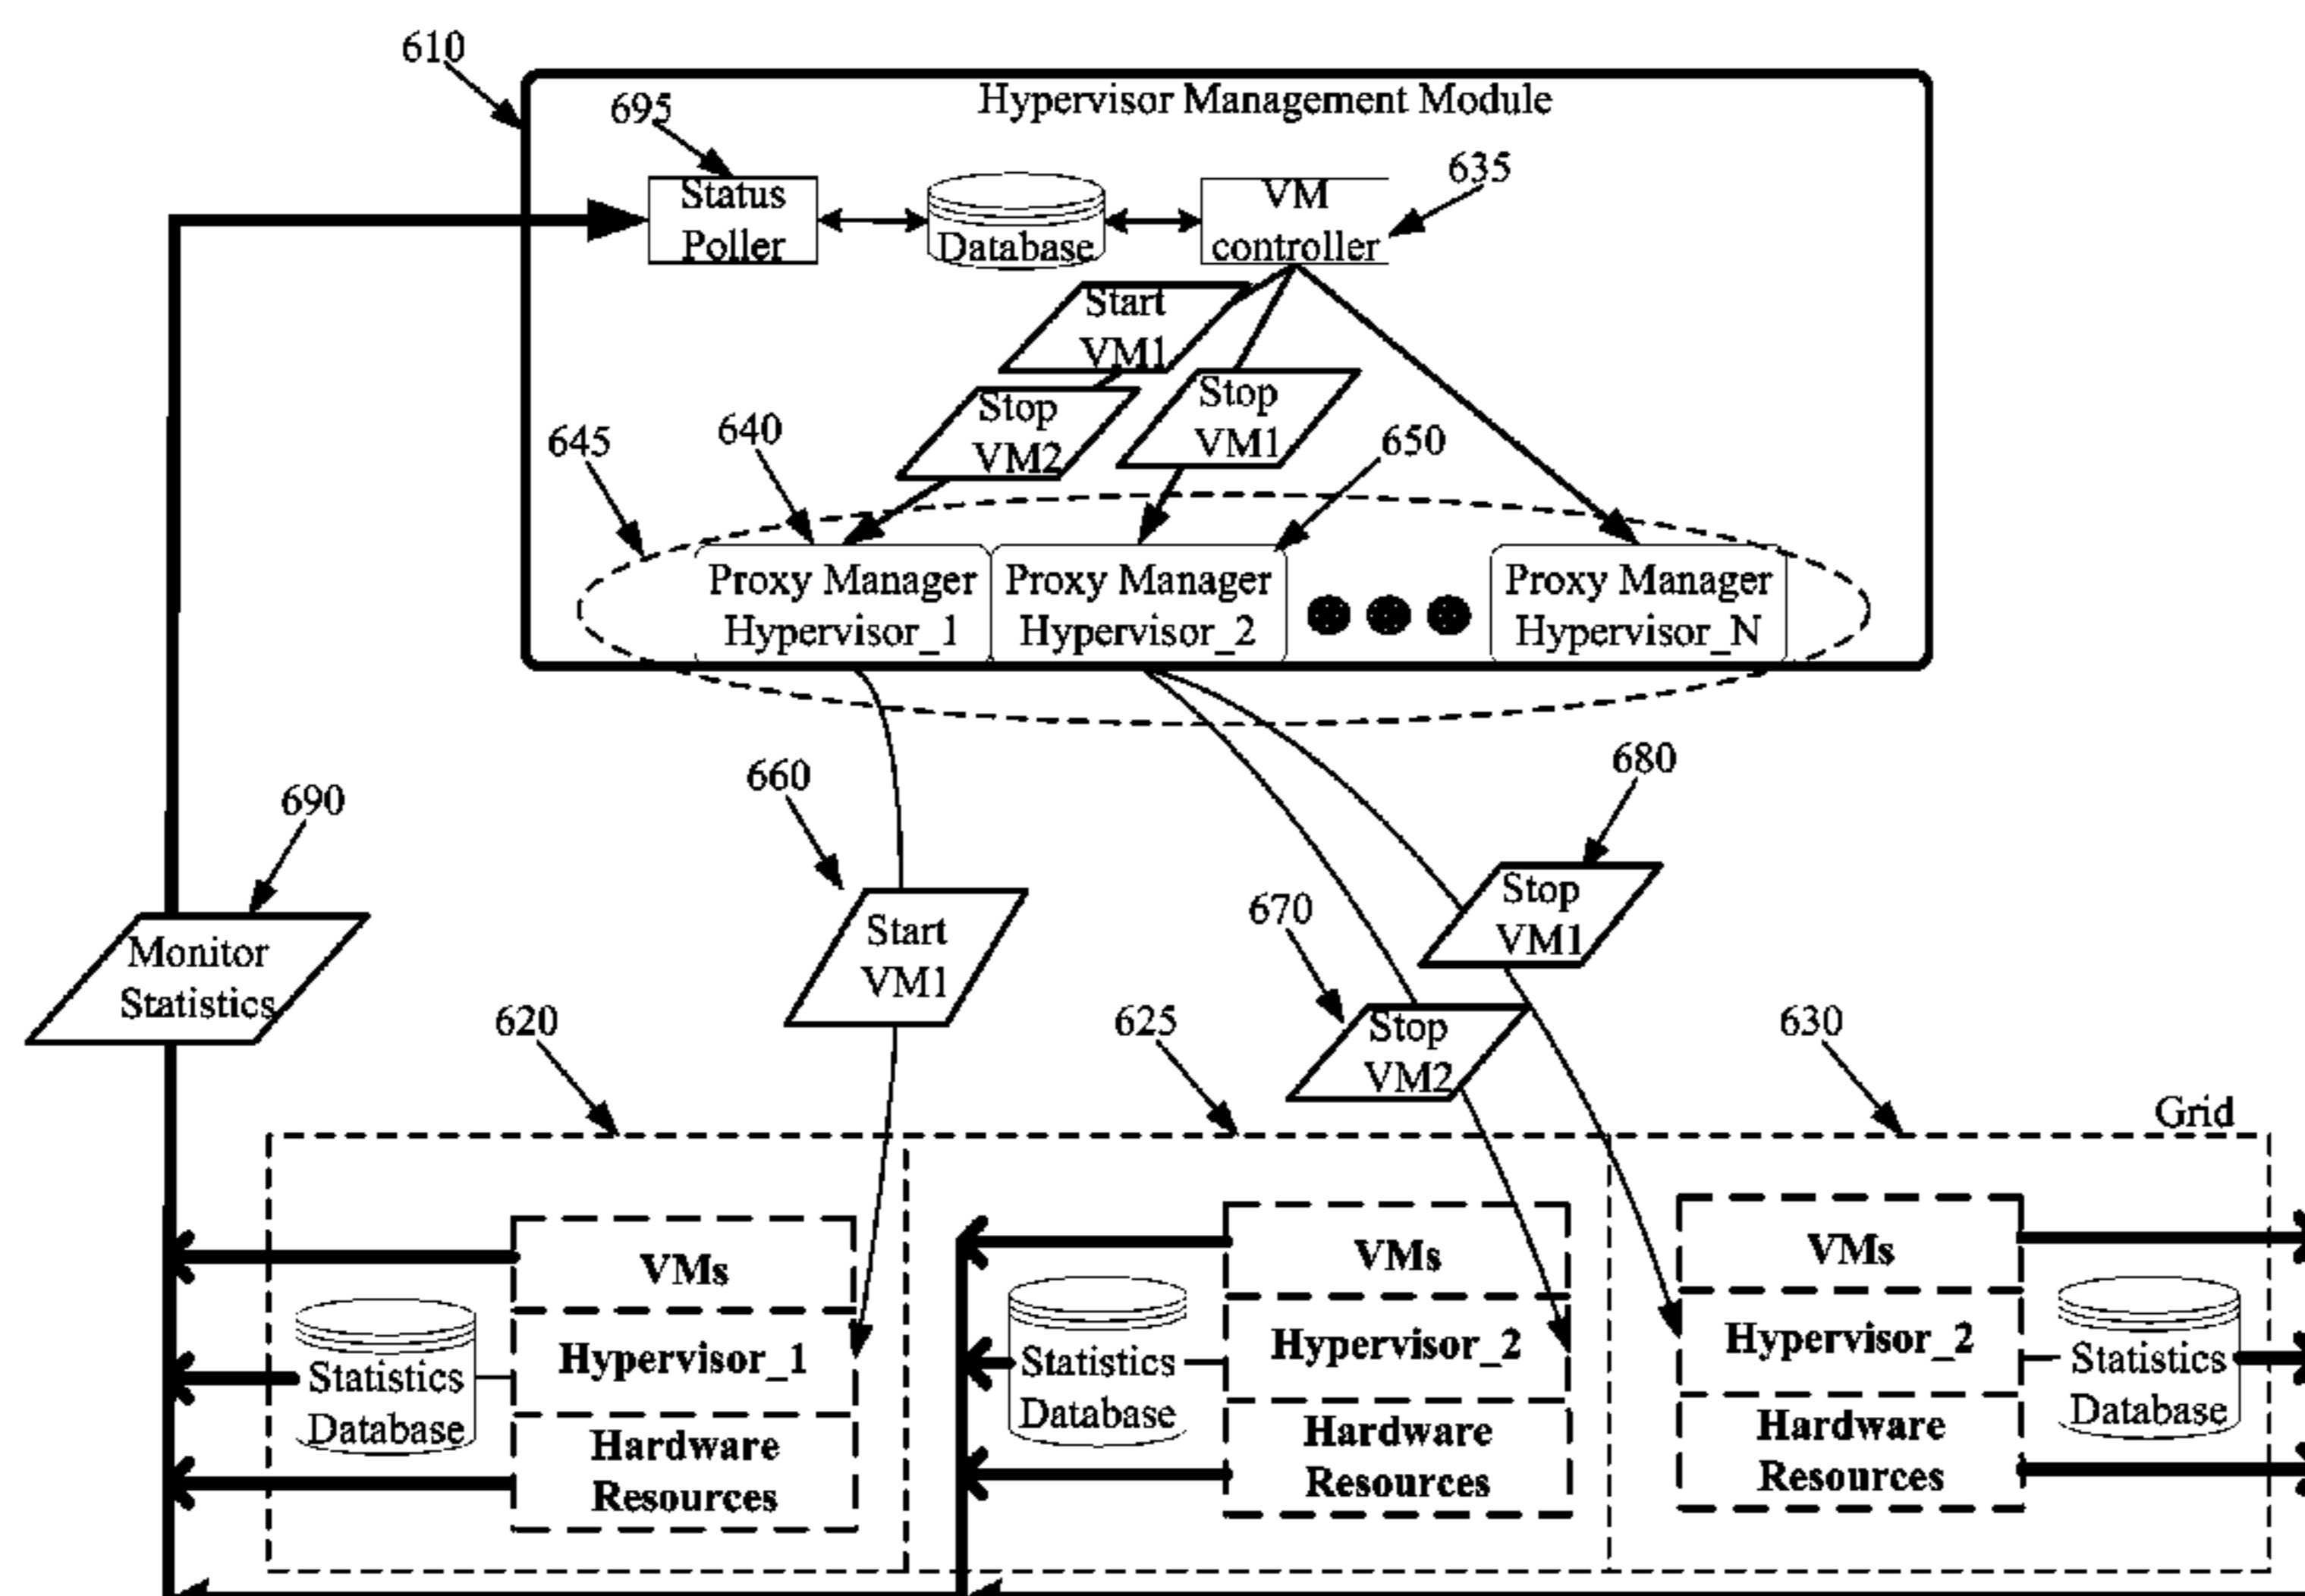 610
Hypervisor Management Module
695
635
Status
Poller
Database
VM
controller
Start
VM1
Stop
VM2
Stop
VM1
645
640
650
Proxy Manager
Hypervisor_1
Proxy Manager
Hypervisor_2
Proxy Manager
Hypervisor_N
690
660
680
670
Monitor
Statistics
Start
VM1
Stop
VM1
Stop
VM2
620
625
630
Grid
VMs
Hypervisor_1
Hardware
Resources
Statistics
Database
VMs
Hypervisor_2
Hardware
Resources
Statistics
Database
VMs
Hypervisor_2
Hardware
Resources
Statistics
Database